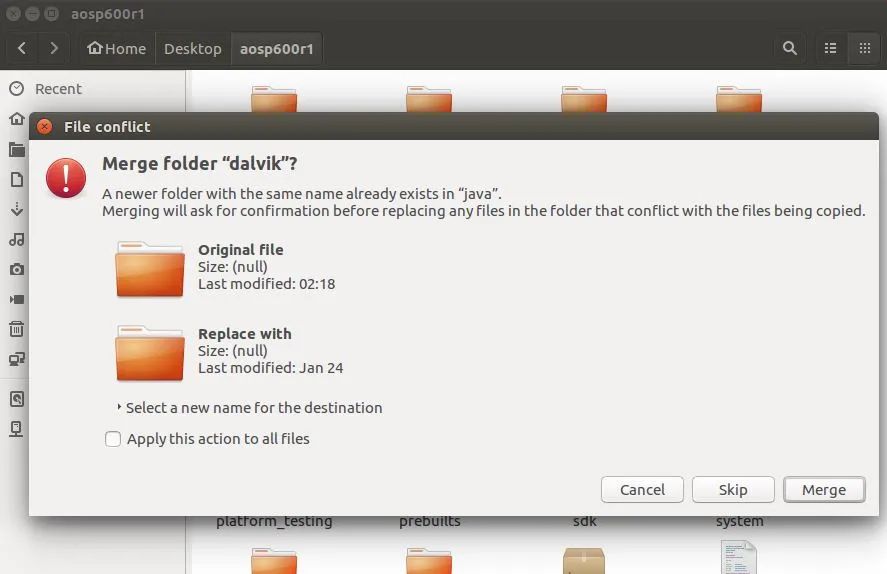 aosp600r1
Home Desktop aosp600r1
Recent
File conflict
Merge folder “dalvik”?
A newer folder with the same name already exists in “java”.
Merging will ask for confirmation before replacing any files in the folder that conflict with the files being copied.
Original file
Size: (null)
Last modified: 02:18
Replace with
Size: (null)
Last modified: Jan 24
Select a new name for the destination
Apply this action to all files
Cancel Skip Merge
platform_testing prebuilts sdk system